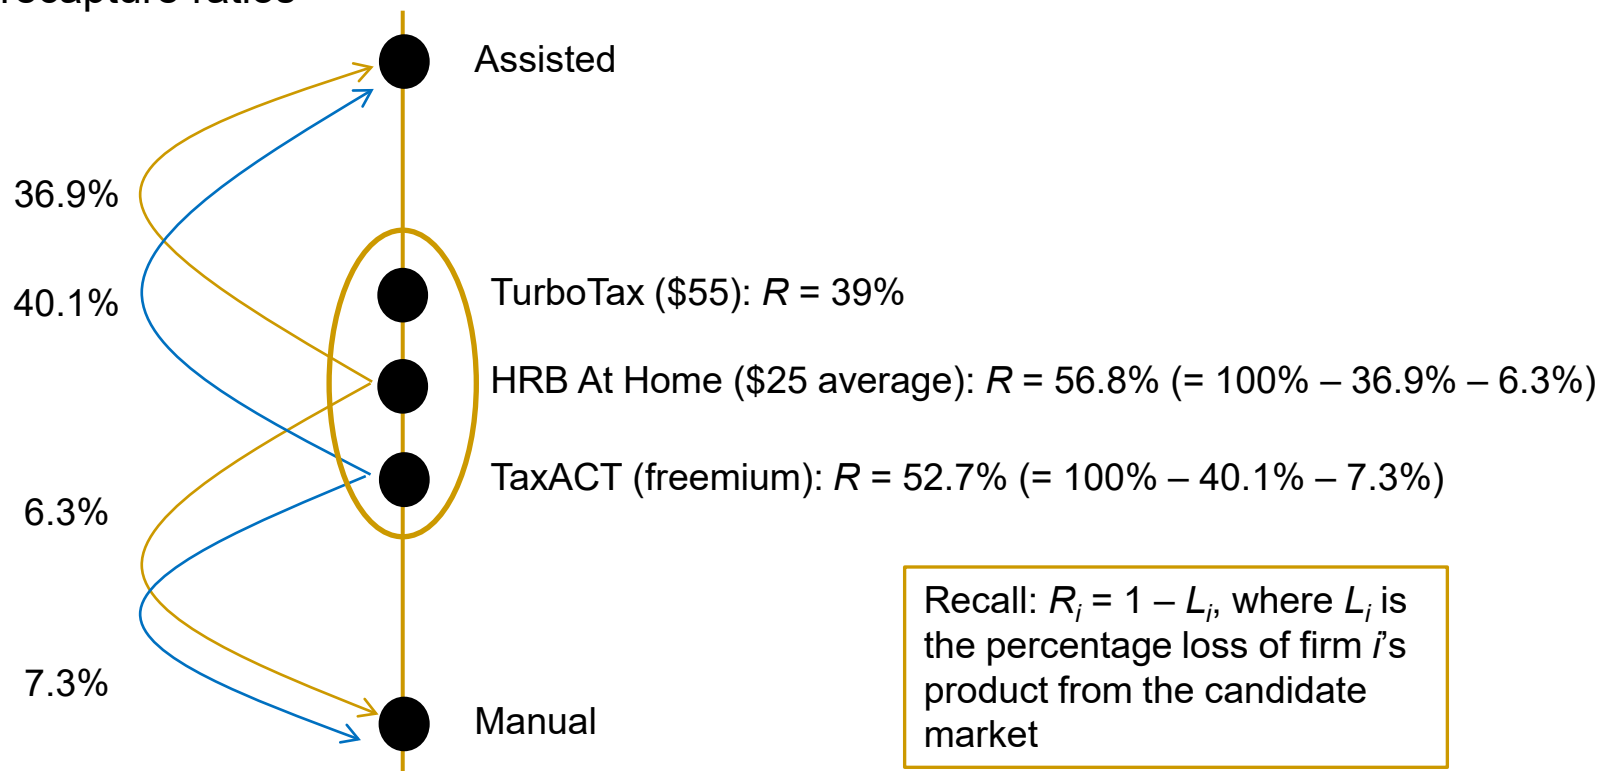 recapture ratios
Assisted
36.9%
40.1%
TurboTax ($55): R = 39%
HRB At Home ($25 average): R = 56.8% (= 100% – 36.9% – 6.3%)
TaxACT (freemium): R = 52.7% (= 100% – 40.1% – 7.3%)
6.3%
7.3%
Manual
Recall: Ri = 1 – Li, where Li is
the percentage loss of firm i's
product from the candidate
market